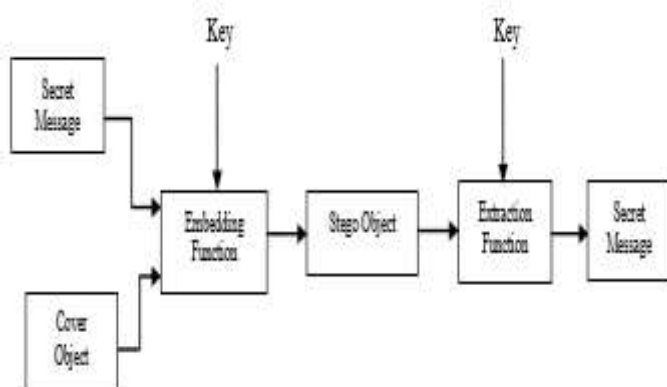 Key
Key
Secret
Message
Embedding
Function
Stego Object
Extraction
Function
Secret
Message
Cover
Object